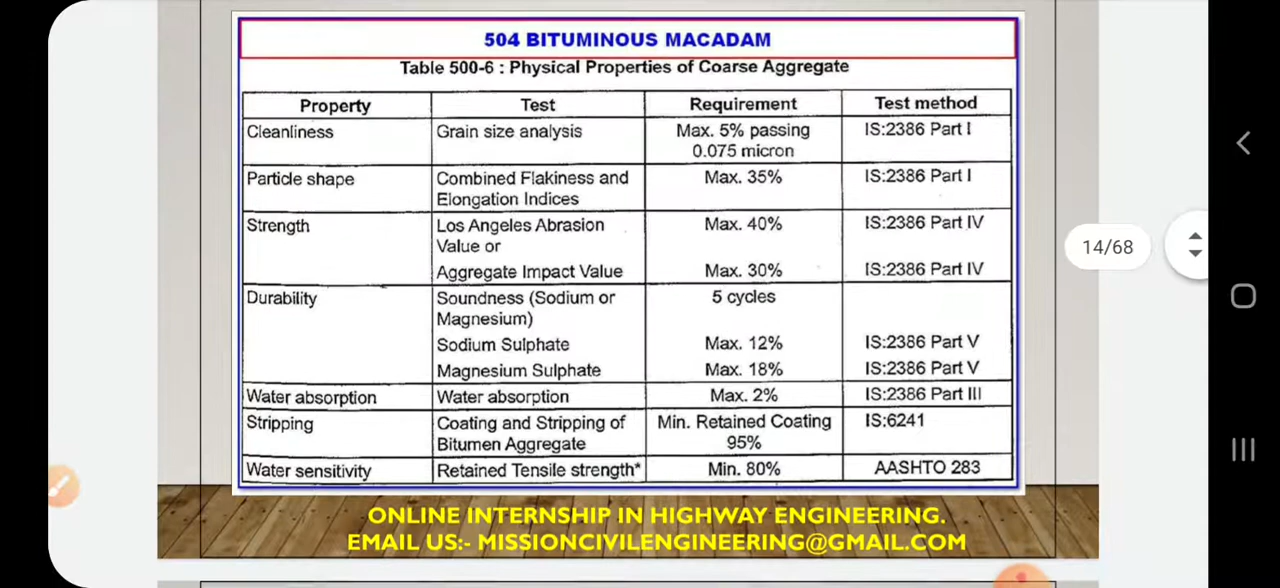 504 BITUMINOUS MACADAM
Table 500-6 : Physical Properties of Coarse Aggregate
Property Test Requirement Test method
Cleanliness Grain size analysis Max. 5% passing IS:2386 Part I
0.075 micron
Particle shape Combined Flakiness and Max. 35% IS:2386 Part I
Elongation Indices
Strength Los Angeles Abrasion Max. 40% IS:2386 Part IV
Value or
Aggregate Impact Value Max. 30% IS:2386 Part IV
Durability Soundness (Sodium or 5 cycles
Magnesium)
Sodium Sulphate Max. 12% IS:2386 Part V
Magnesium Sulphate Max. 18% IS:2386 Part V
Water absorption Water absorption Max. 2% IS:2386 Part III
Stripping Coating and Stripping of Min. Retained Coating IS:6241
Bitumen Aggregate 95%
Water sensitivity Retained Tensile strength* Min. 80% AASHTO 283
14/68
ONLINE INTERNSHIP IN HIGHWAY ENGINEERING.
EMAIL US:- MISSIONCIVILENGINEERING@GMAIL.COM